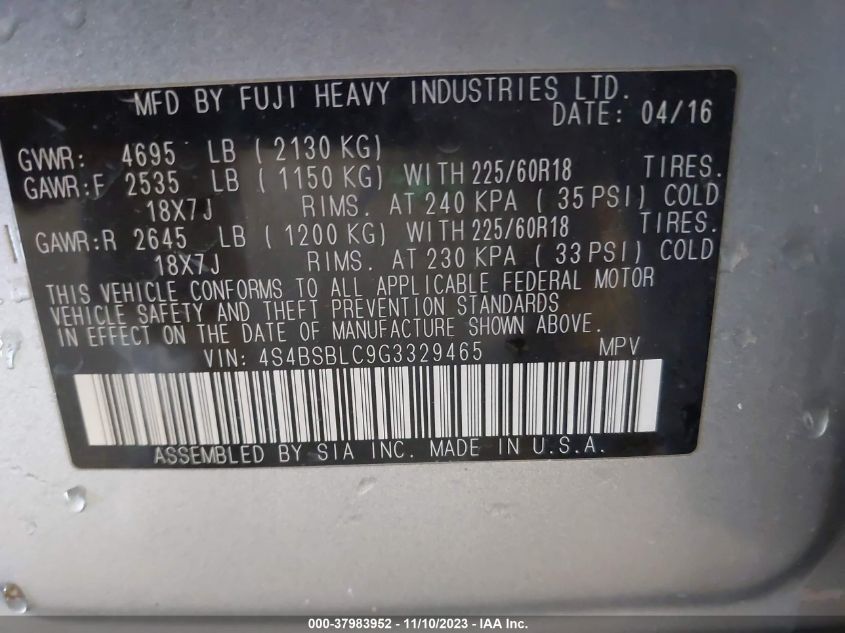 MFD BY FUJI HEAVY INDUSTRIES LTD.
DATE: 04/16
GVWR: 4695 LB ( 2130 KG)
GAWR:F 2535 LB ( 1150 KG) WITH 225/60R18 TIRES.
18X7J RIMS. AT 240 KPA ( 35 PSI) COLD
GAWR:R 2645 LB ( 1200 KG) WITH 225/60R18 TIRES.
18X7J RIMS. AT 230 KPA ( 33 PSI) COLD
THIS VEHICLE CONFORMS TO ALL APPLICABLE FEDERAL MOTOR
VEHICLE SAFETY AND THEFT PREVENTION STANDARDS
IN EFFECT ON THE DATE OF MANUFACTURE SHOWN ABOVE.
VIN: 4S4BSBLC9G3329465 MPV
ASSEMBLED BY SIA INC. MADE IN U.S.A.
000-37983952 - 11/10/2023 - IAA Inc.